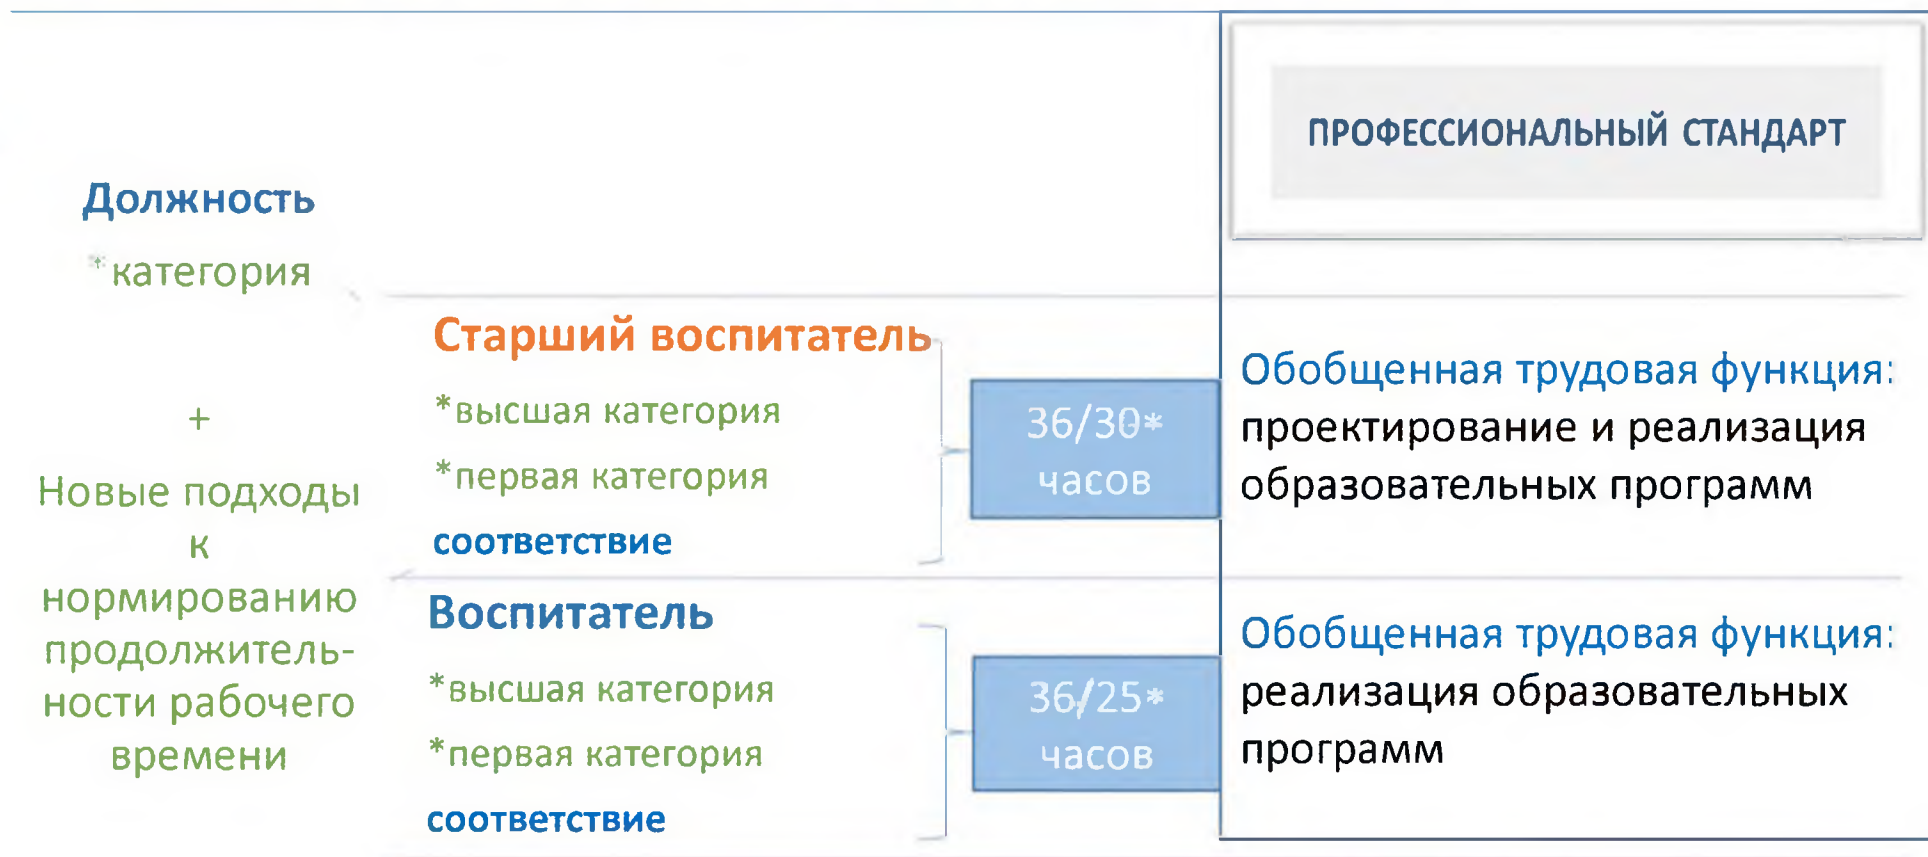 ПРОФЕССИОНАЛЬНЫЙ СТАНДАРТ
Должность
*категория
+
Новые подходы
к
нормированию
продолжитель-
ности рабочего
времени
Старший воспитатель
*высшая категория
*первая категория
соответствие
36/30*
часов
Обобщенная трудовая функция:
проектирование и реализация
образовательных программ
Воспитатель
*высшая категория
*первая категория
соответствие
36/25*
часов
Обобщенная трудовая функция:
реализация образовательных
программ